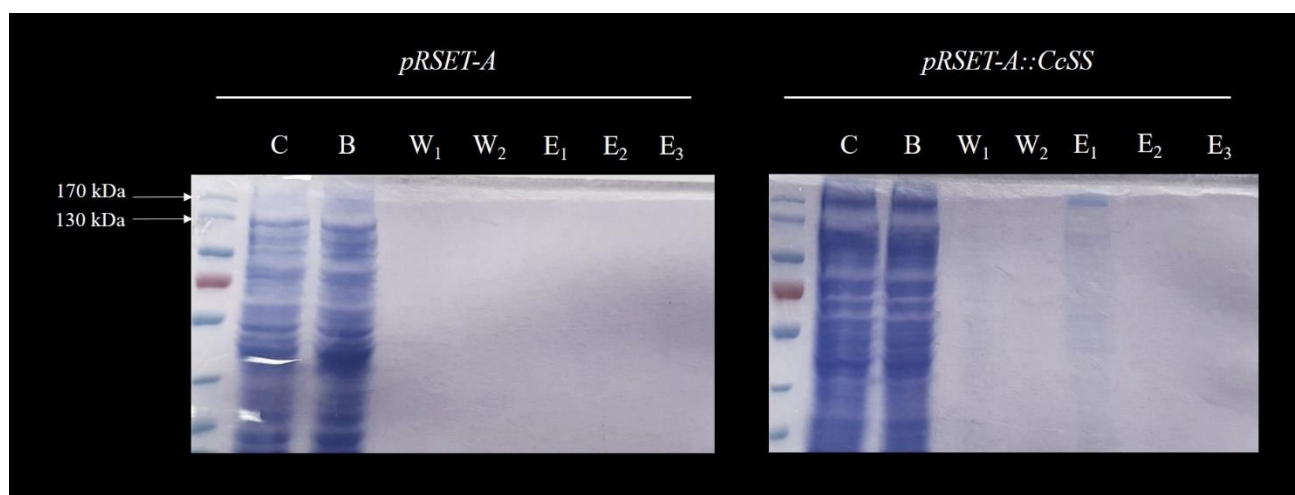 pRSET-A
pRSET-A::CcSS
C B W₁ W₂ E₁ E₂ E₃
C B W₁ W₂ E₁ E₂ E₃
170 kDa
130 kDa